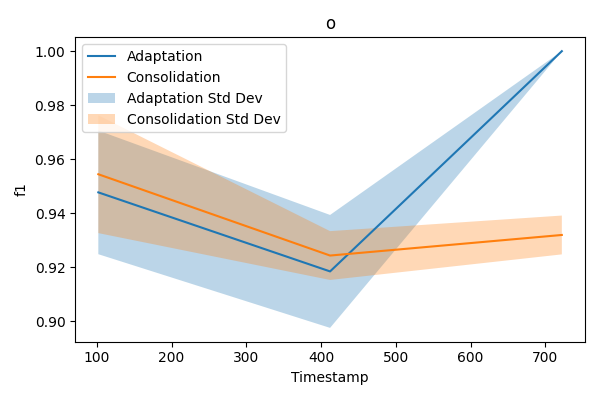 o
1.00
0.98
0.96
0.94
0.92
0.90
f1
Adaptation
Consolidation
Adaptation Std Dev
Consolidation Std Dev
100
200
300
400
500
600
700
Timestamp